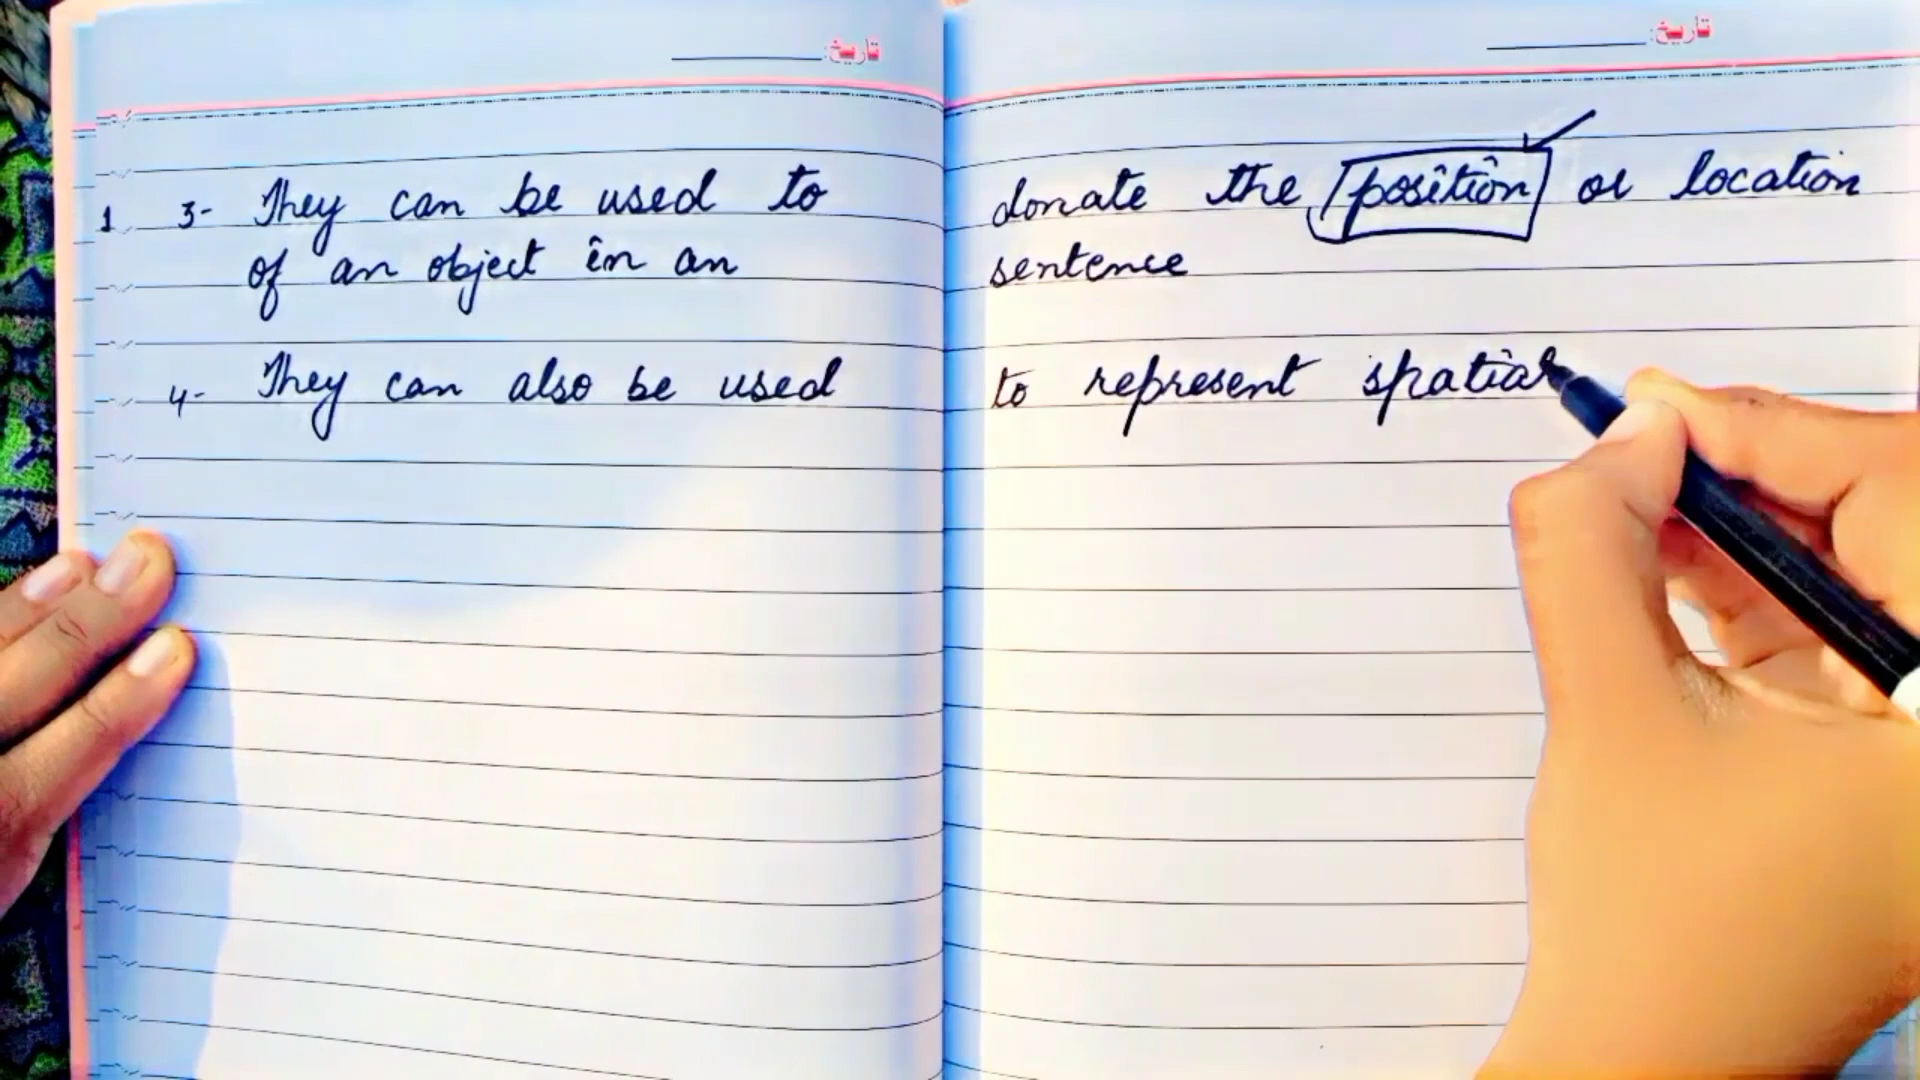 تاریخ:
تاریخ:
1 3- They can be used to donate the position or location
of an object in an sentence
4- They can also be used to represent spatial